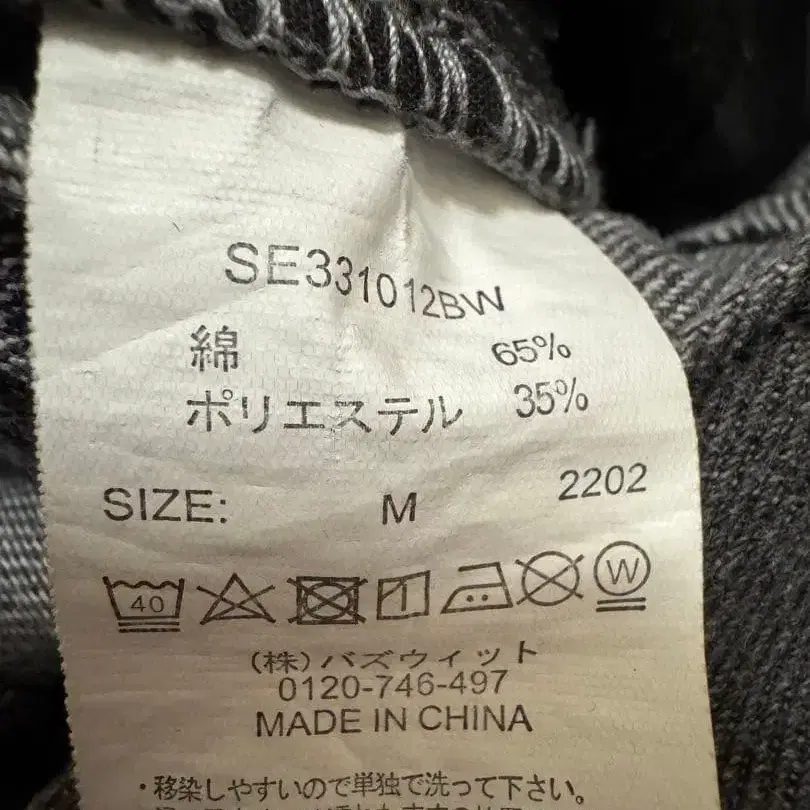 SE331012BW
綿 65%
ポリエステル 35%
SIZE: M 2202
40 W
(株)バズウィット
0120-746-497
MADE IN CHINA
・移染しやすいので単独で洗って下さい。